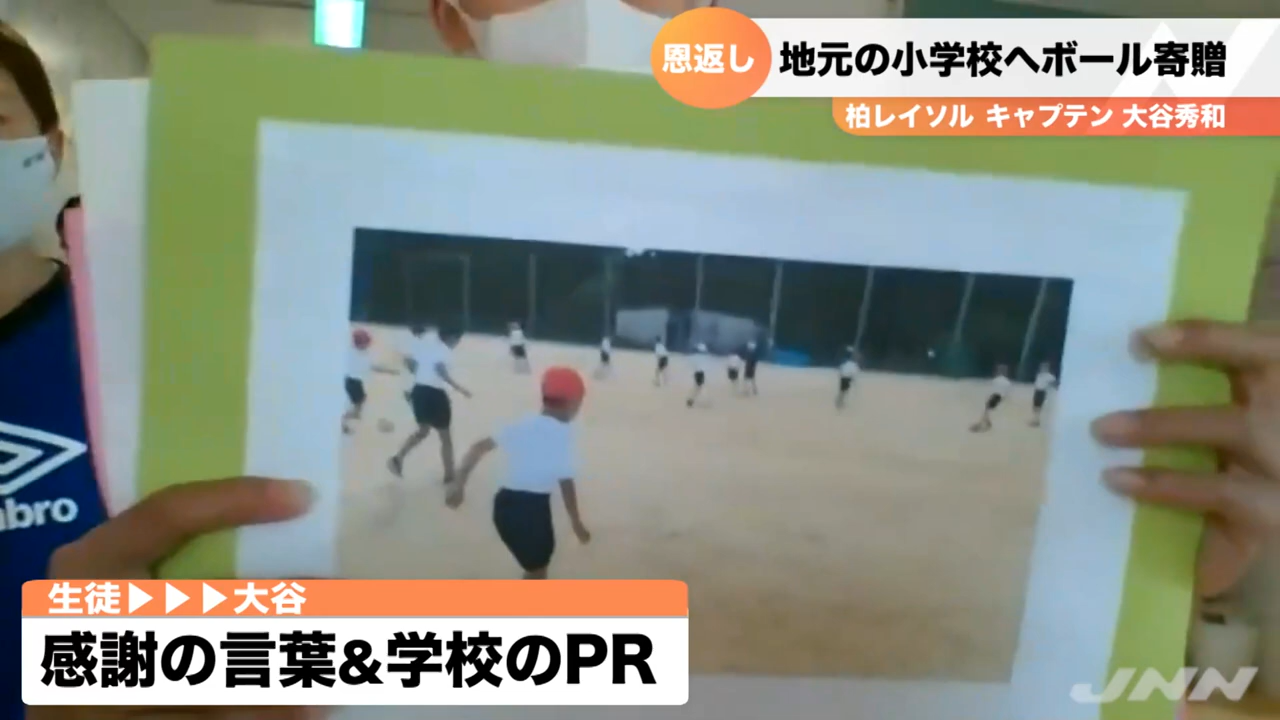 恩返し
地元の小学校へボール寄贈
柏レイソル キャプテン 大谷秀和
mbro
生徒▶▶▶大谷
感謝の言葉&学校のPR
JNN